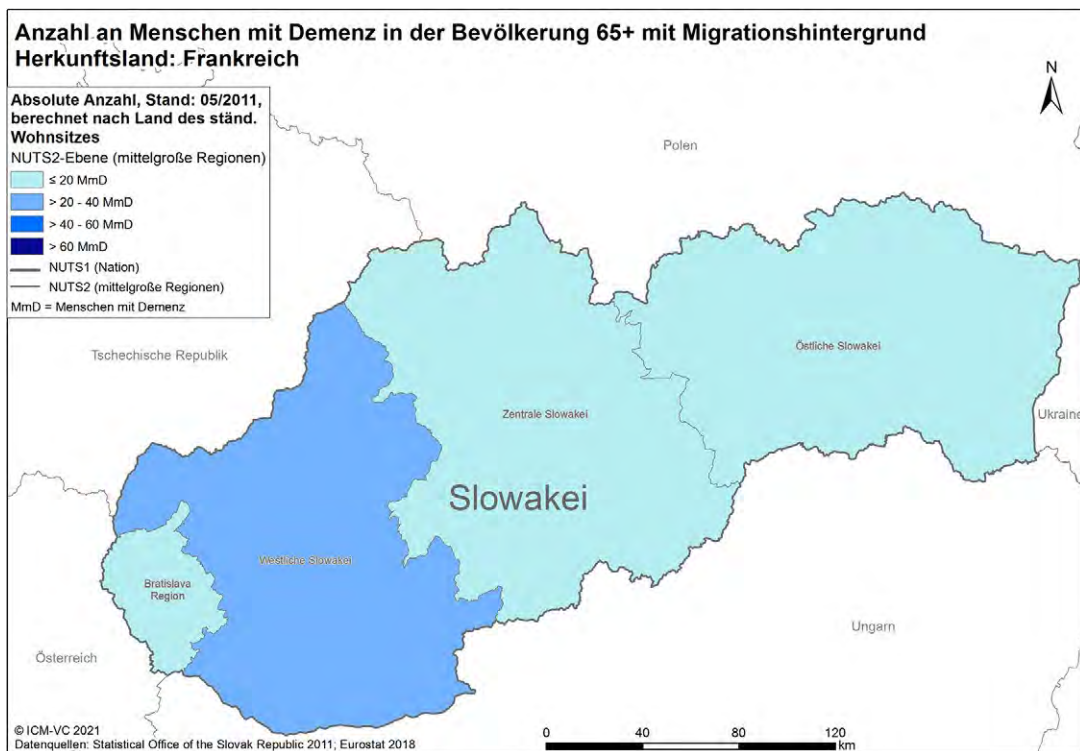 Anzahl an Menschen mit Demenz in der Bevölkerung 65+ mit Migrationshintergrund
Herkunftsland: Frankreich
N
Absolute Anzahl, Stand: 05/2011,
berechnet nach Land des ständ.
Wohnsitzes
NUTS2-Ebene (mittelgroße Regionen)
≤ 20 MmD
> 20 - 40 MmD
> 40 - 60 MmD
> 60 MmD
NUTS1 (Nation)
NUTS2 (mittelgroße Regionen)
MmD = Menschen mit Demenz
Polen
Tschechische Republik
Östliche Slowakei
Zentrale Slowakei
Ukraine
Slowakei
Westliche Slowakei
Bratislava
Region
Ungarn
Österreich
© ICM-VC 2021
Datenquellen: Statistical Office of the Slovak Republic 2011; Eurostat 2018
0 40 80 120
km